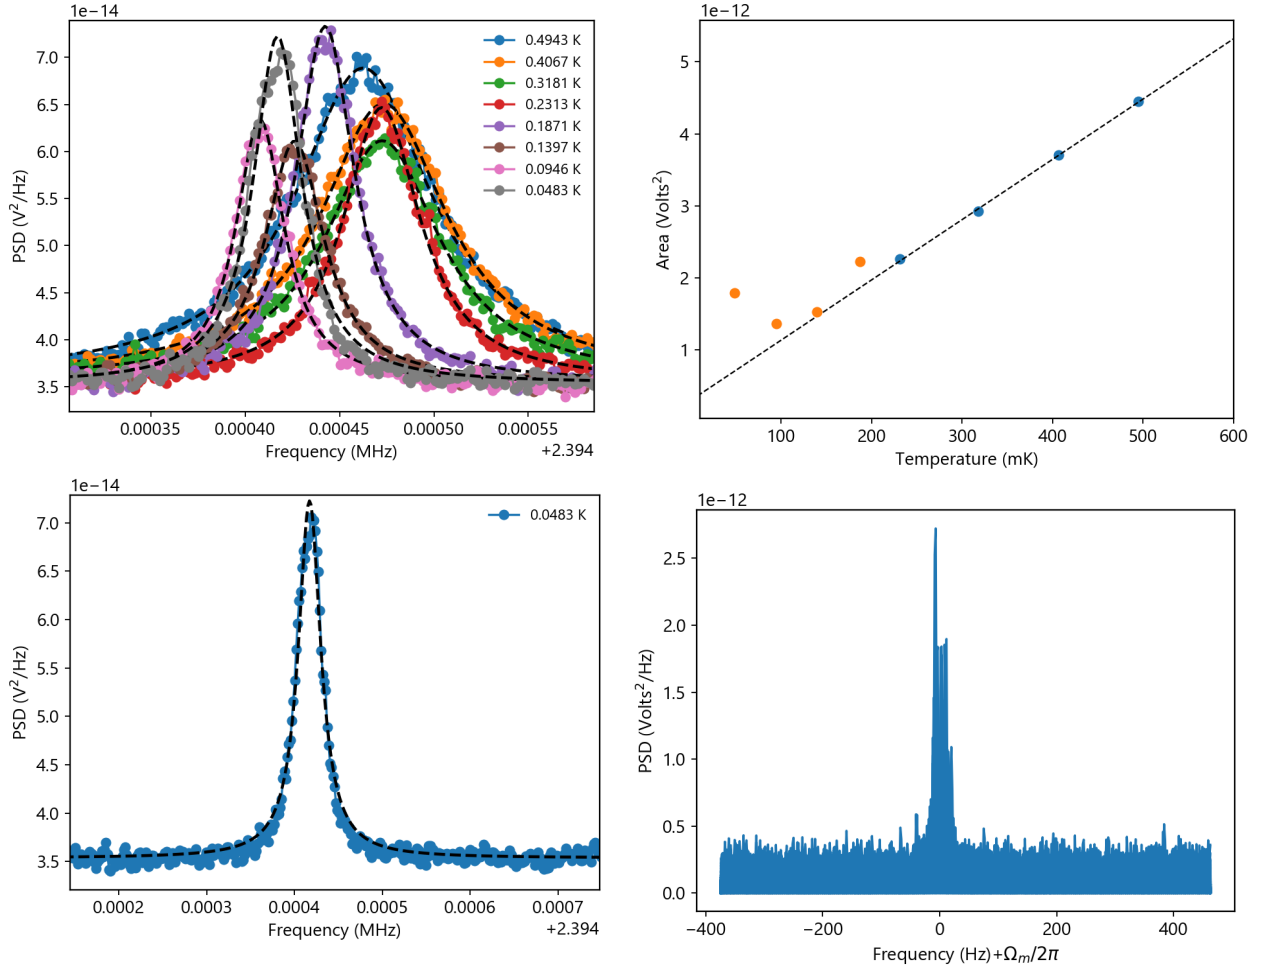 1e−14
7.0
6.5
6.0
5.5
5.0
4.5
4.0
3.5
PSD (V²/Hz)
0.4943 K
0.4067 K
0.3181 K
0.2313 K
0.1871 K
0.1397 K
0.0946 K
0.0483 K
0.00035 0.00040 0.00045 0.00050 0.00055
Frequency (MHz)
+2.394
1e−12
5
4
3
2
1
Area (Volts²)
100 200 300 400 500 600
Temperature (mK)
1e−14
7.0
6.5
6.0
5.5
5.0
4.5
4.0
3.5
PSD (V²/Hz)
0.0483 K
0.0002 0.0003 0.0004 0.0005 0.0006 0.0007
Frequency (MHz)
+2.394
1e−12
2.5
2.0
1.5
1.0
0.5
0.0
PSD (Volts²/Hz)
−400 −200 0 200 400
Frequency (Hz)+Ωₘ/2π